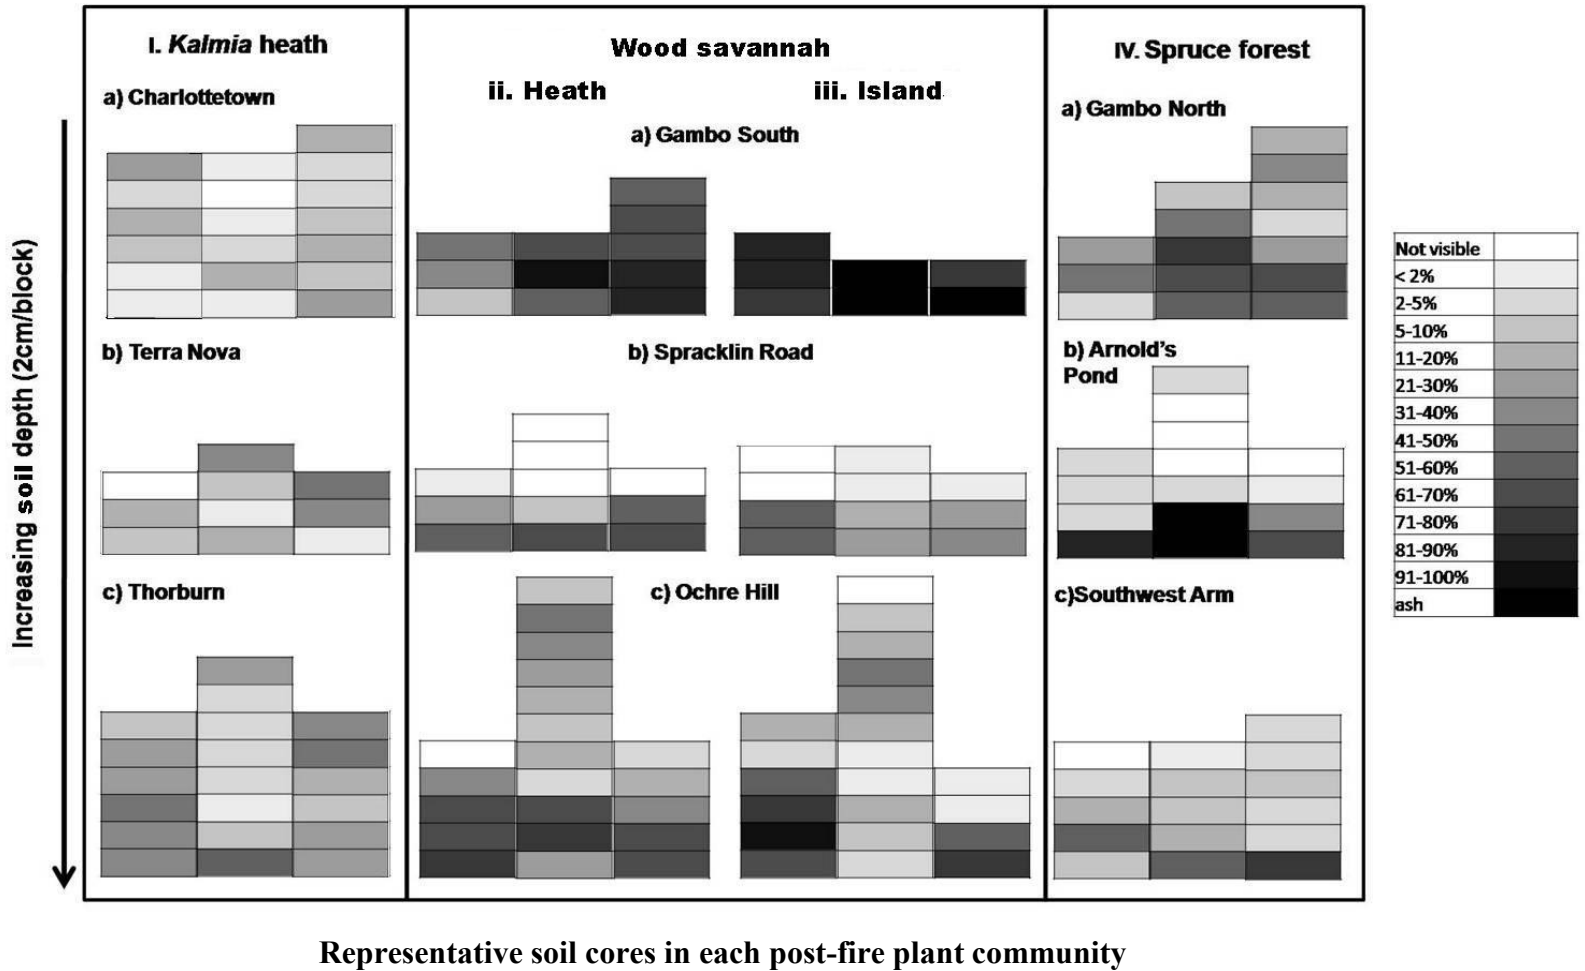 I. Kalmia heath
Wood savannah
ii. Heath
iii. Island
IV. Spruce forest
a) Charlottetown
a) Gambo South
a) Gambo North
b) Terra Nova
b) Spracklin Road
b) Arnold's
Pond
c) Thorburn
c) Ochre Hill
c)Southwest Arm
Increasing soil depth (2cm/block)
Not visible
< 2%
2-5%
5-10%
11-20%
21-30%
31-40%
41-50%
51-60%
61-70%
71-80%
81-90%
91-100%
ash
Representative soil cores in each post-fire plant community